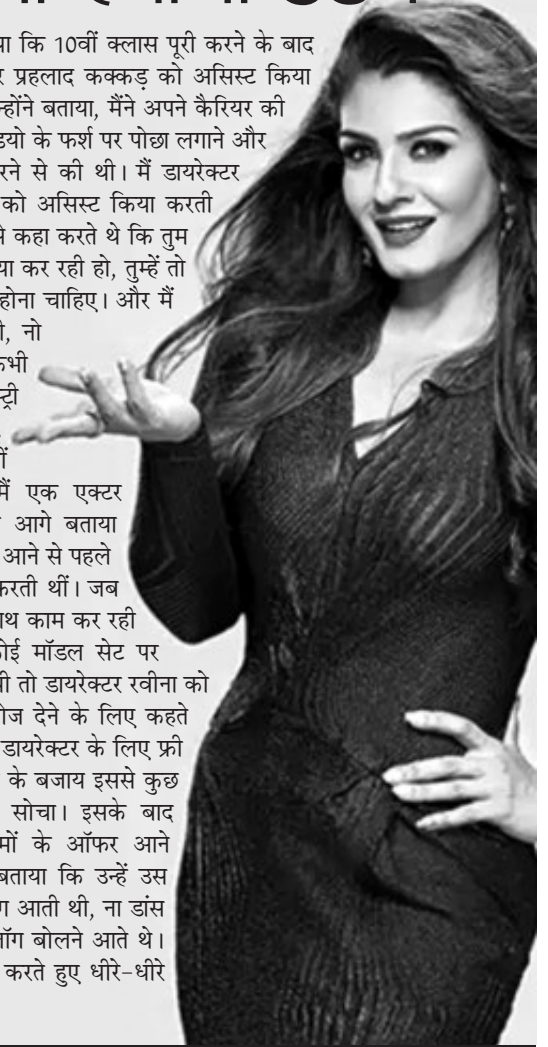 या कि 10वीं क्लास पूरी करने के बाद
र प्रहलाद कक्कड़ को असिस्ट किया
न्होंने बताया, मैंने अपने कैरियर की
डियो के फर्श पर पोछा लगाने और
रने से की थी। मैं डायरेक्टर
को असिस्ट किया करती
से कहा करते थे कि तुम
या कर रही हो, तुम्हें तो
होना चाहिए। और मैं
नो
कभी
स्ट्री
मैं एक एक्टर
आगे बताया
आने से पहले
करती थीं। जब
ाथ काम कर रही
ोई मॉडल सेट पर
ी तो डायरेक्टर रवीना को
ोज देने के लिए कहते
डायरेक्टर के लिए फ्री
के बजाय इससे कुछ
सोचा। इसके बाद
मों के ऑफर आने
बताया कि उन्हें उस
ग आती थी, ना डांस
लॉग बोलने आते थे।
करते हुए धीरे-धीरे